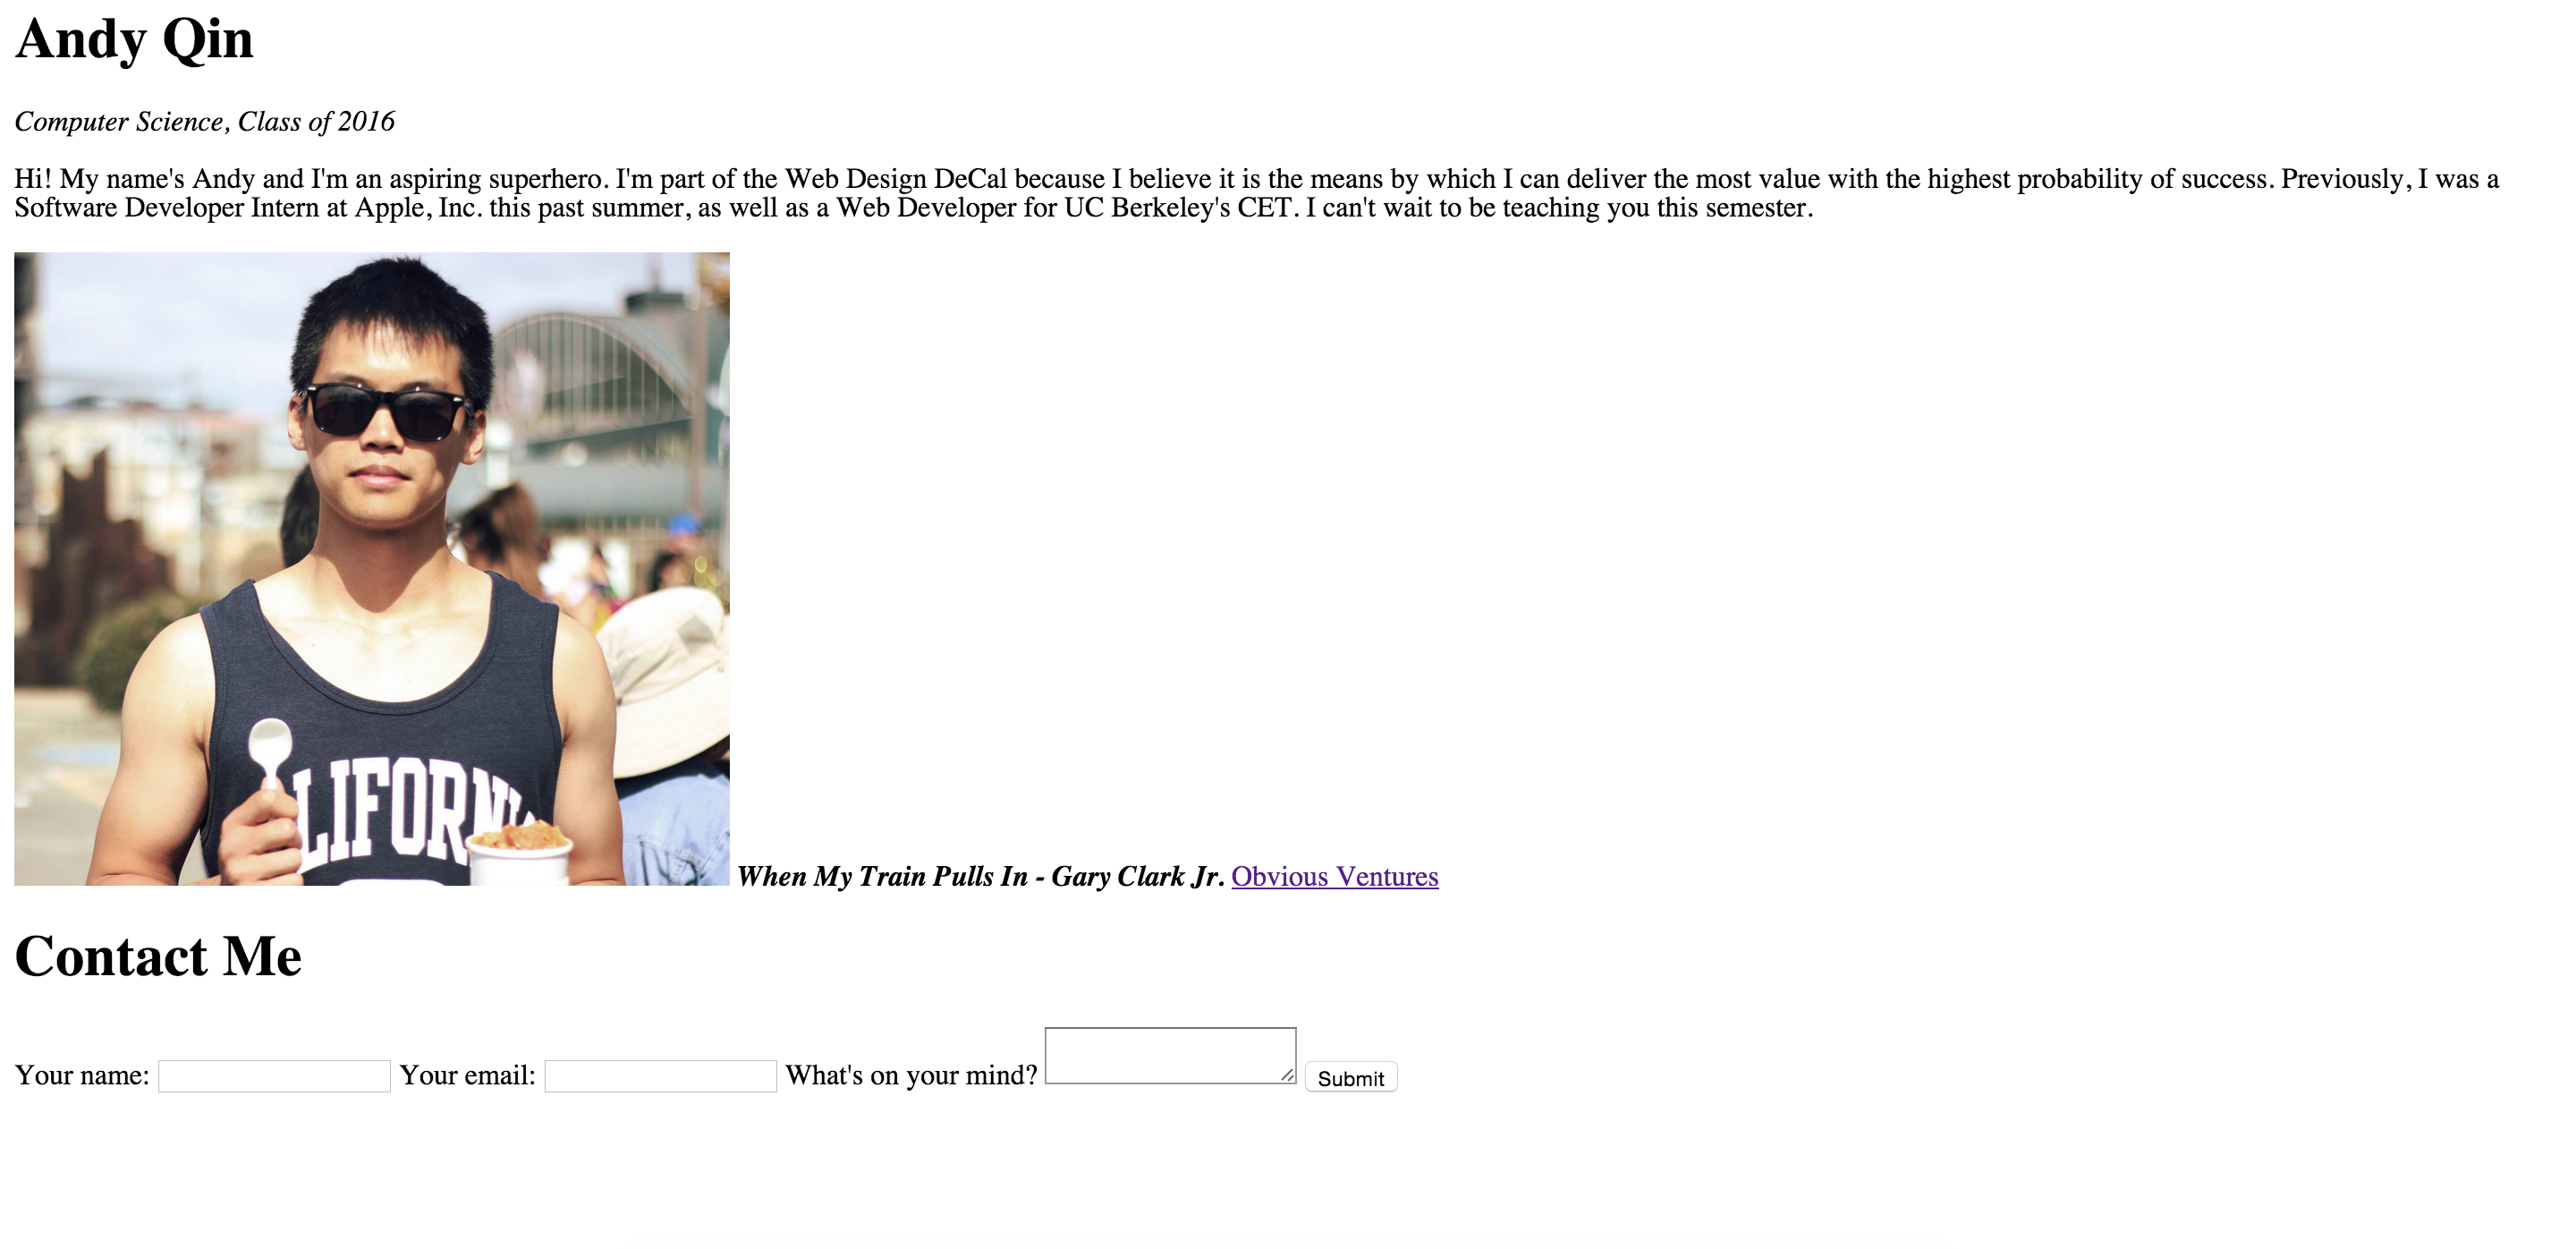 Andy Qin
Computer Science, Class of 2016
Hi! My name's Andy and I'm an aspiring superhero. I'm part of the Web Design DeCal because I believe it is the means by which I can deliver the most value with the highest probability of success. Previously, I was a
Software Developer Intern at Apple, Inc. this past summer, as well as a Web Developer for UC Berkeley's CET. I can't wait to be teaching you this semester.
LIFORNI
When My Train Pulls In - Gary Clark Jr. Obvious Ventures
Contact Me
Your name: Your email: What's on your mind? Submit